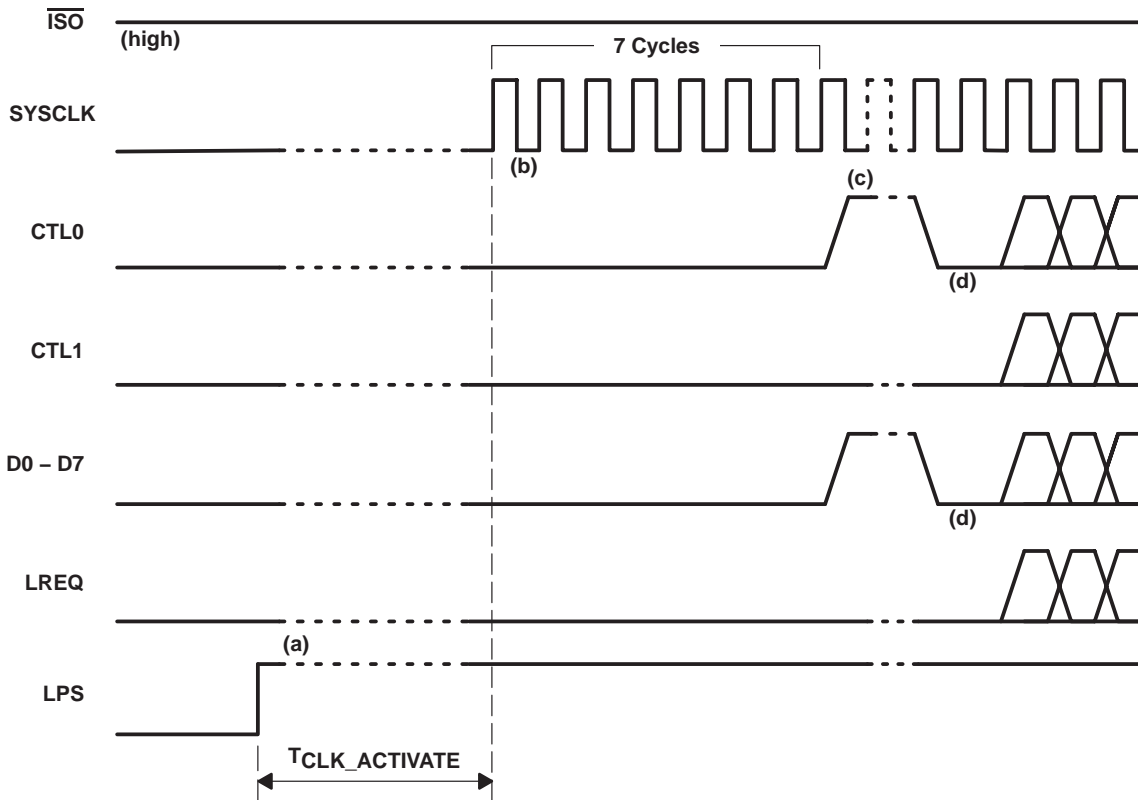 ISO
(high)
7 Cycles
SYSCLK
(b)
(c)
CTL0
(d)
CTL1
D0 – D7
(d)
LREQ
(a)
LPS
TCLK_ACTIVATE